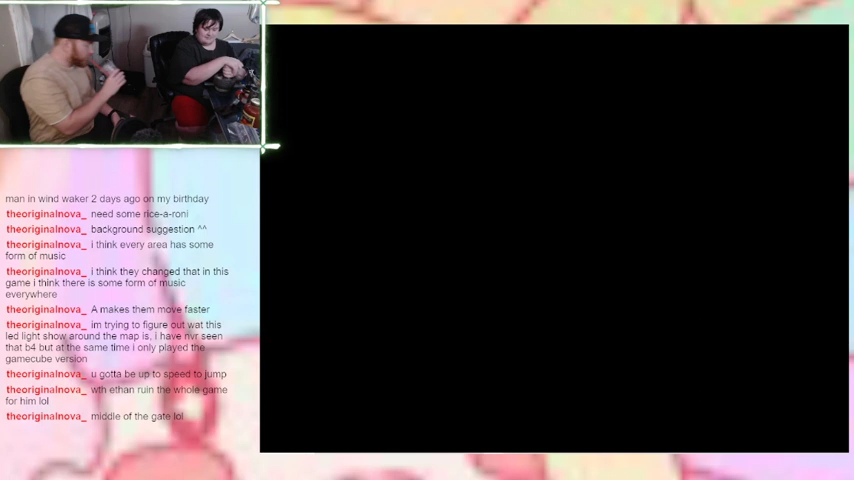 man in wind waker 2 days ago on my birthday
theoriginalnova_ need some rice-a-roni
theoriginalnova_ background suggestion ^^
theoriginalnova_ i think every area has some
form of music
theoriginalnova_ i think they changed that in this
game i think there is some form of music
everywhere
theoriginalnova_ A makes them move faster
theoriginalnova_ im trying to figure out wat this
led light show around the map is, i have nvr seen
that b4 but at the same time i only played the
gamecube version
theoriginalnova_ u gotta be up to speed to jump
theoriginalnova_ wth ethan ruin the whole game
for him lol
theoriginalnova_ middle of the gate lol